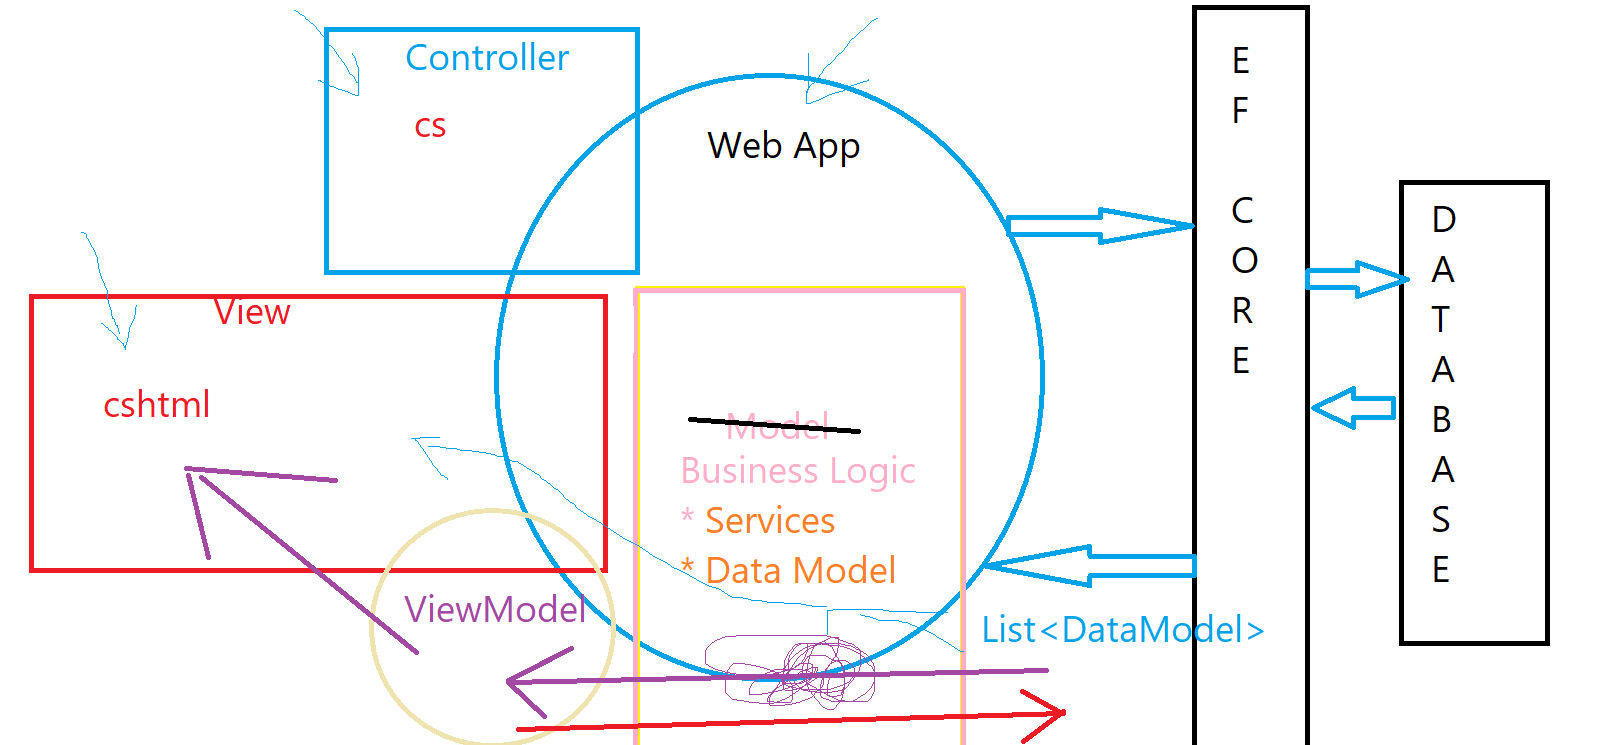 Controller
cs
Web App
View
cshtml
Model
Business Logic
* Services
* Data Model
ViewModel
List<DataModel>
E
F
C
O
R
E
D
A
T
A
B
A
S
E